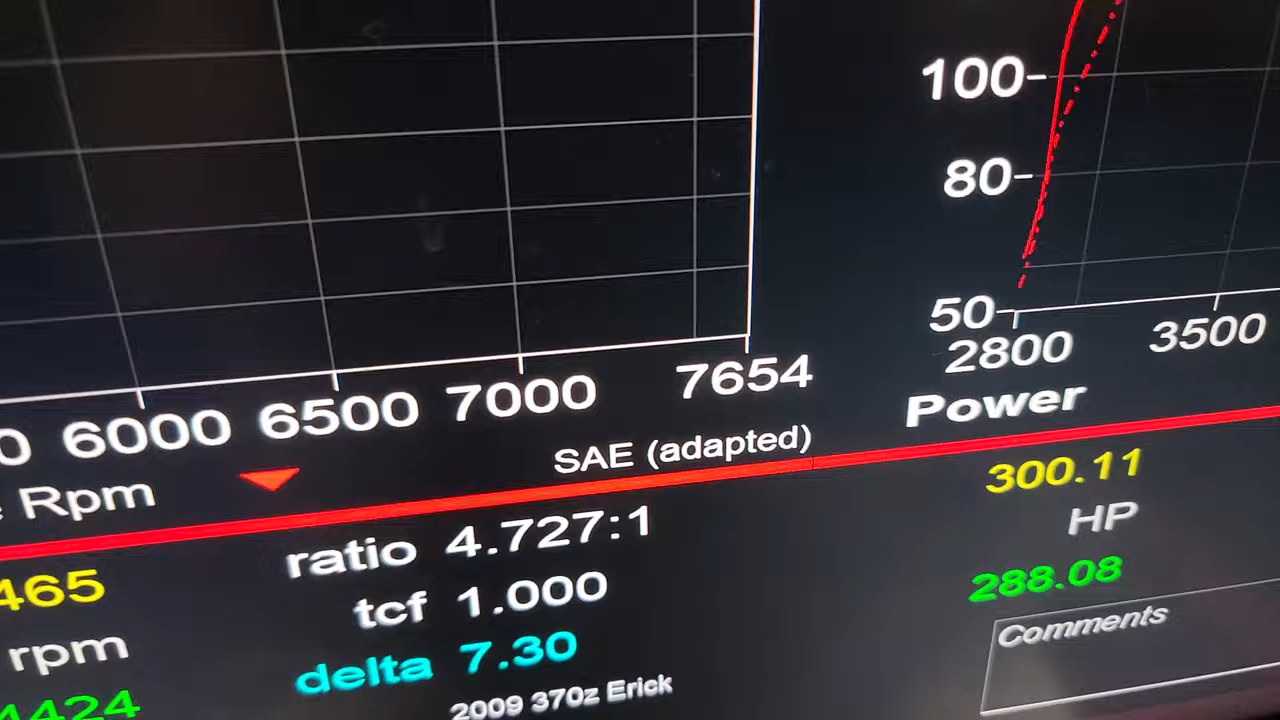 100
80
50
2800 3500
6000 6500 7000 7654
Rpm
SAE (adapted)
Power
465
rpm
4424
ratio 4.727:1
tcf 1.000
delta 7.30
2009 370z Erick
300.11
HP
288.08
Comments